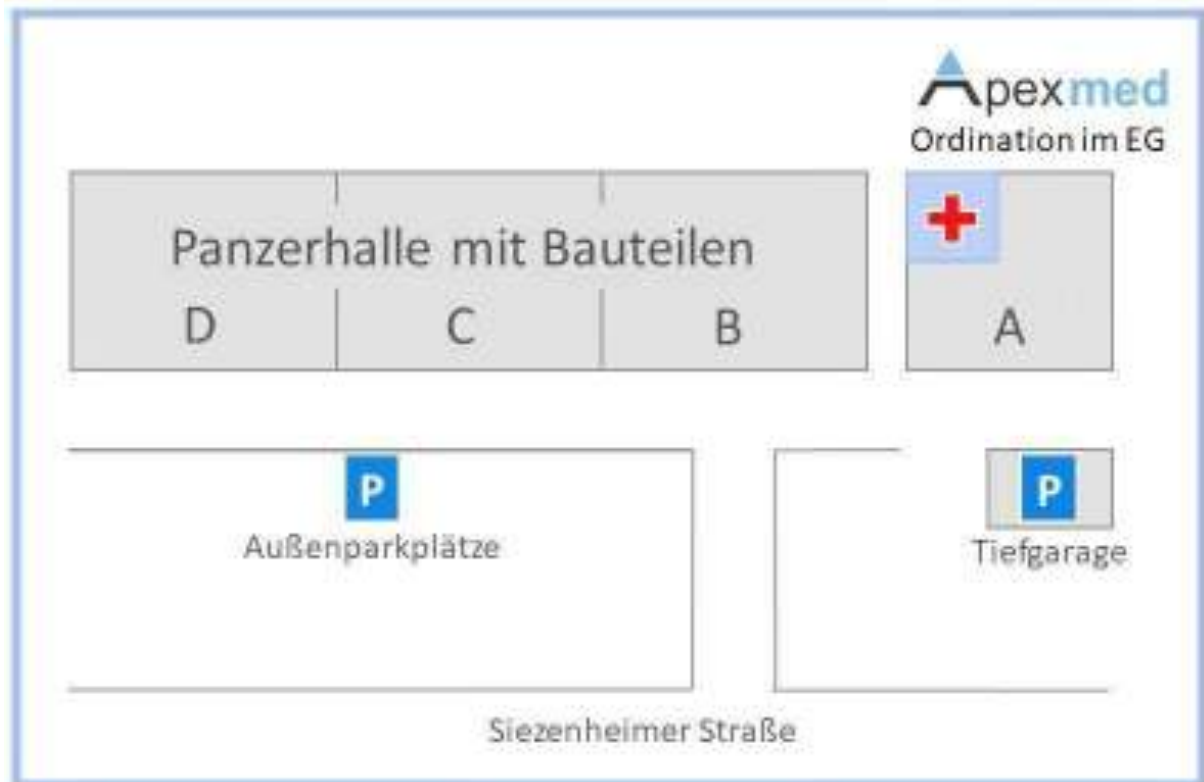 Apexmed
Ordination im EG
Panzerhalle mit Bauteilen
D C B A
P P
Außenparkplätze Tiefgarage
Siezenheimer Straße